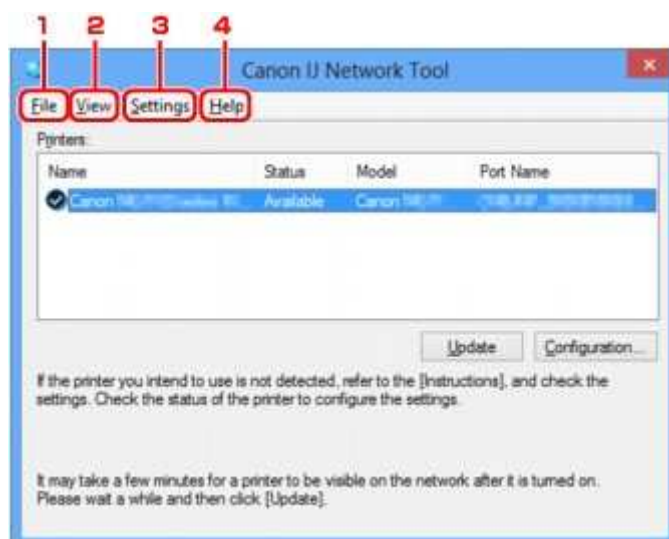 1 2 3 4
Canon IJ Network Tool
File View Settings Help
Printers:
Name Status Model Port Name
Canon Available Canon
Update Configuration...
If the printer you intend to use is not detected, refer to the [Instructions], and check the
settings. Check the status of the printer to configure the settings.
It may take a few minutes for a printer to be visible on the network after it is turned on.
Please wait a while and then click [Update].